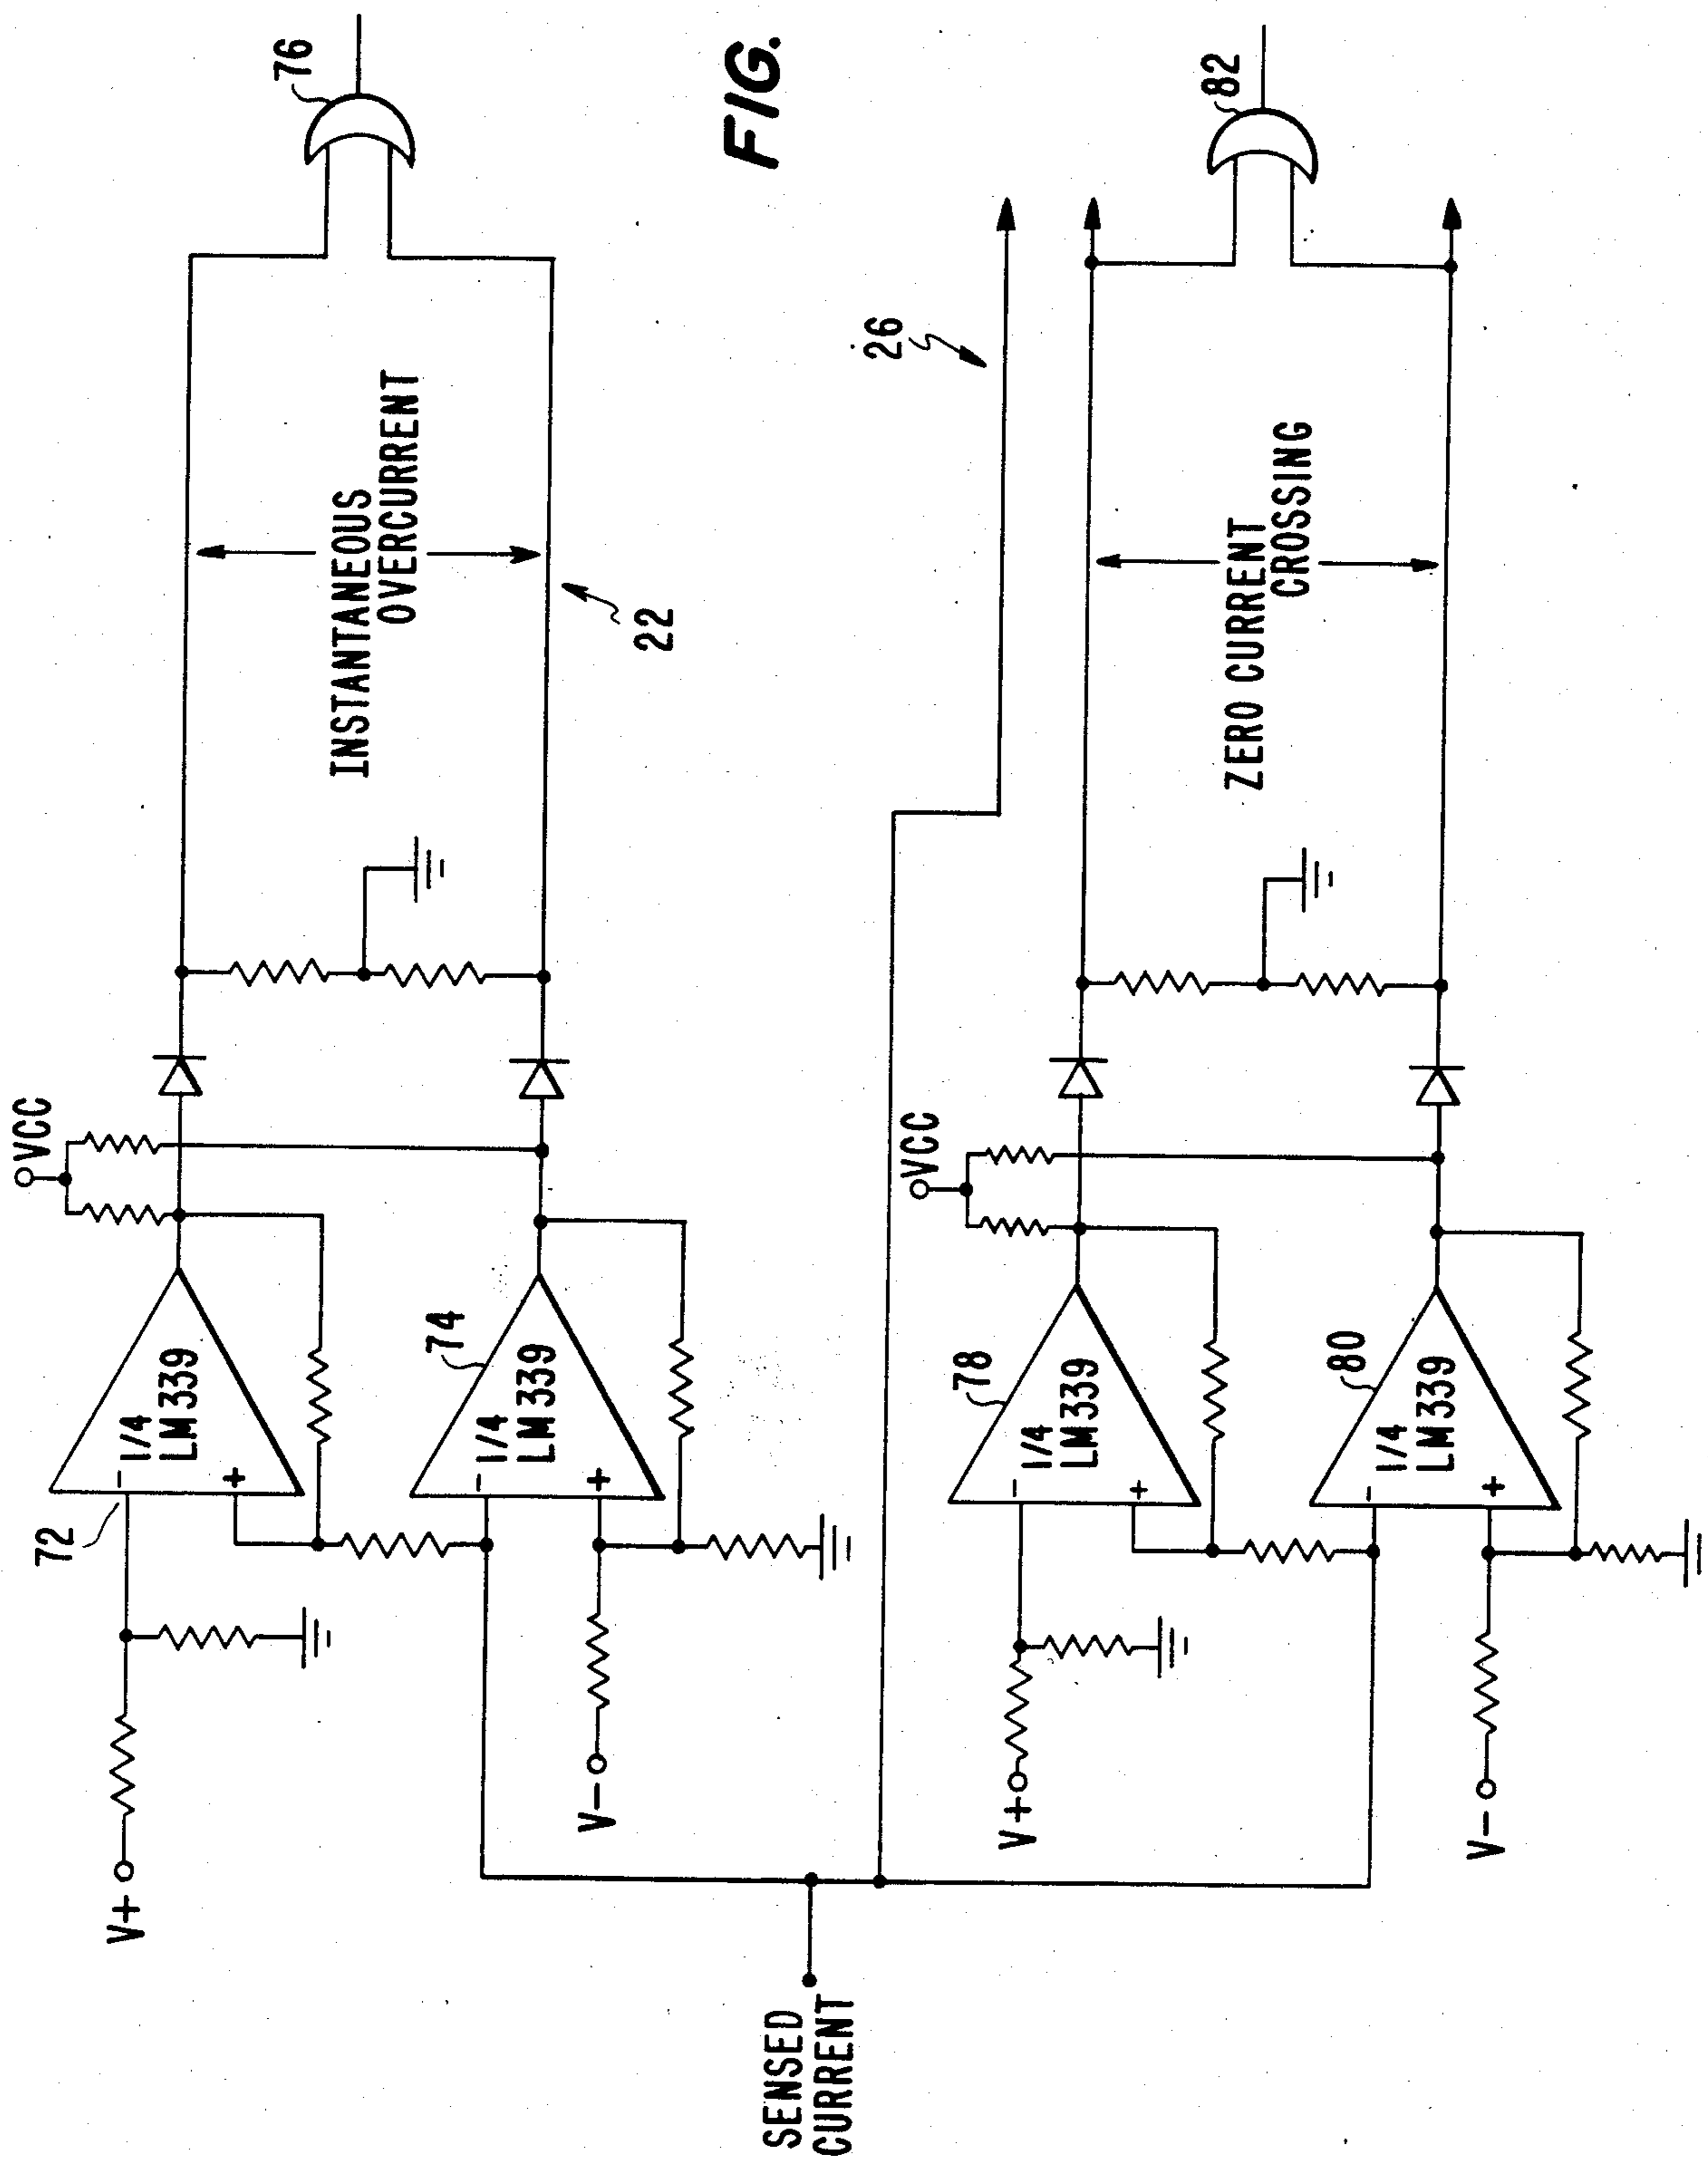 76
FIG.
VCC
INSTANTANEOUS
OVERCURRENT
22
72
1/4
LM339
-
+
74
1/4
LM339
-
+
V+
V-
SENSED
CURRENT
26
82
VCC
ZERO CURRENT
CROSSING
78
1/4
LM339
-
+
80
1/4
LM339
-
+
V+
V-